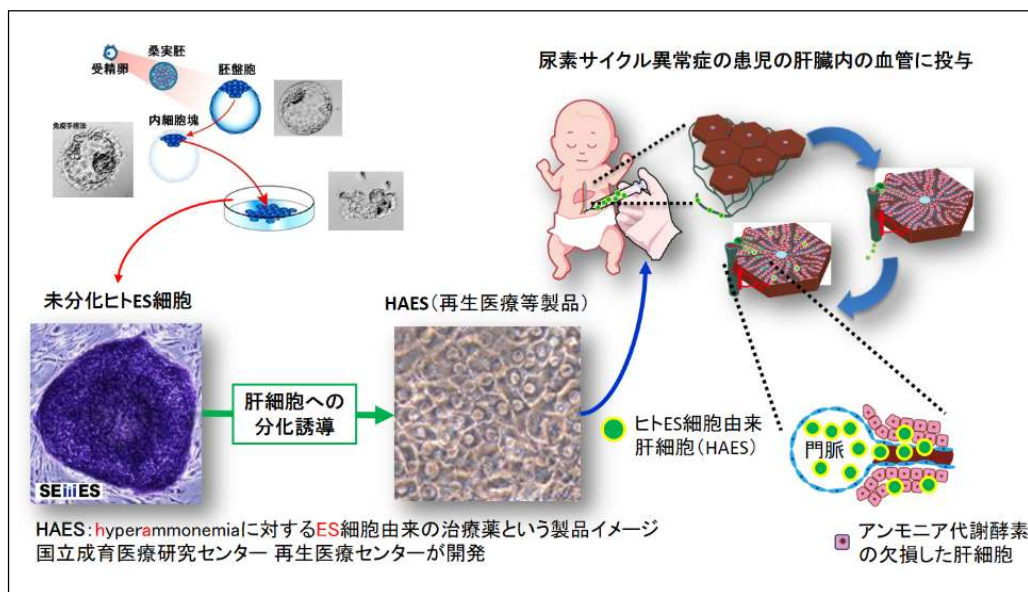 受精卵
桑実胚
胚盤胞
免疫手術法
内細胞塊
尿素サイクル異常症の患児の肝臓内の血管に投与
未分化ヒトES細胞
SEiiiES
肝細胞への
分化誘導
HAES(再生医療等製品)
ヒトES細胞由来
肝細胞(HAES)
門脈
HAES:hyperammonemiaに対するES細胞由来の治療薬という製品イメージ
国立成育医療研究センター 再生医療センターが開発
アンモニア代謝酵素
の欠損した肝細胞